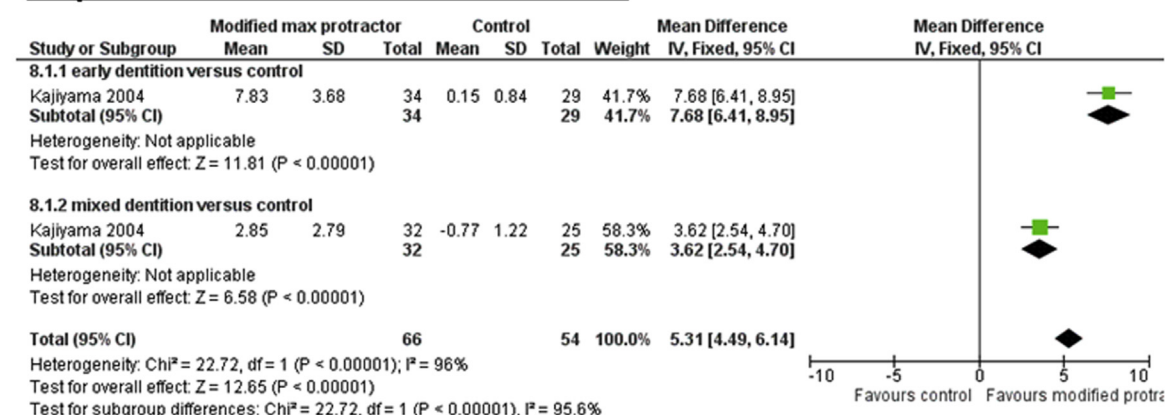 Modified max protractor Control Mean Difference Mean Difference
Study or Subgroup Mean SD Total Mean SD Total Weight IV, Fixed, 95% CI IV, Fixed, 95% CI
8.1.1 early dentition versus control
Kajiyama 2004 7.83 3.68 34 0.15 0.84 29 41.7% 7.68 [6.41, 8.95]
Subtotal (95% CI) 34 29 41.7% 7.68 [6.41, 8.95]
Heterogeneity: Not applicable
Test for overall effect: Z = 11.81 (P < 0.00001)
8.1.2 mixed dentition versus control
Kajiyama 2004 2.85 2.79 32 -0.77 1.22 25 58.3% 3.62 [2.54, 4.70]
Subtotal (95% CI) 32 25 58.3% 3.62 [2.54, 4.70]
Heterogeneity: Not applicable
Test for overall effect: Z = 6.58 (P < 0.00001)
Total (95% CI) 66 54 100.0% 5.31 [4.49, 6.14]
Heterogeneity: Chi² = 22.72, df = 1 (P < 0.00001); I² = 96%
Test for overall effect: Z = 12.65 (P < 0.00001)
Test for subgroup differences: Chi² = 22.72, df = 1 (P < 0.00001), I² = 95.6%
-10 -5 0 5 10
Favours control Favours modified protra